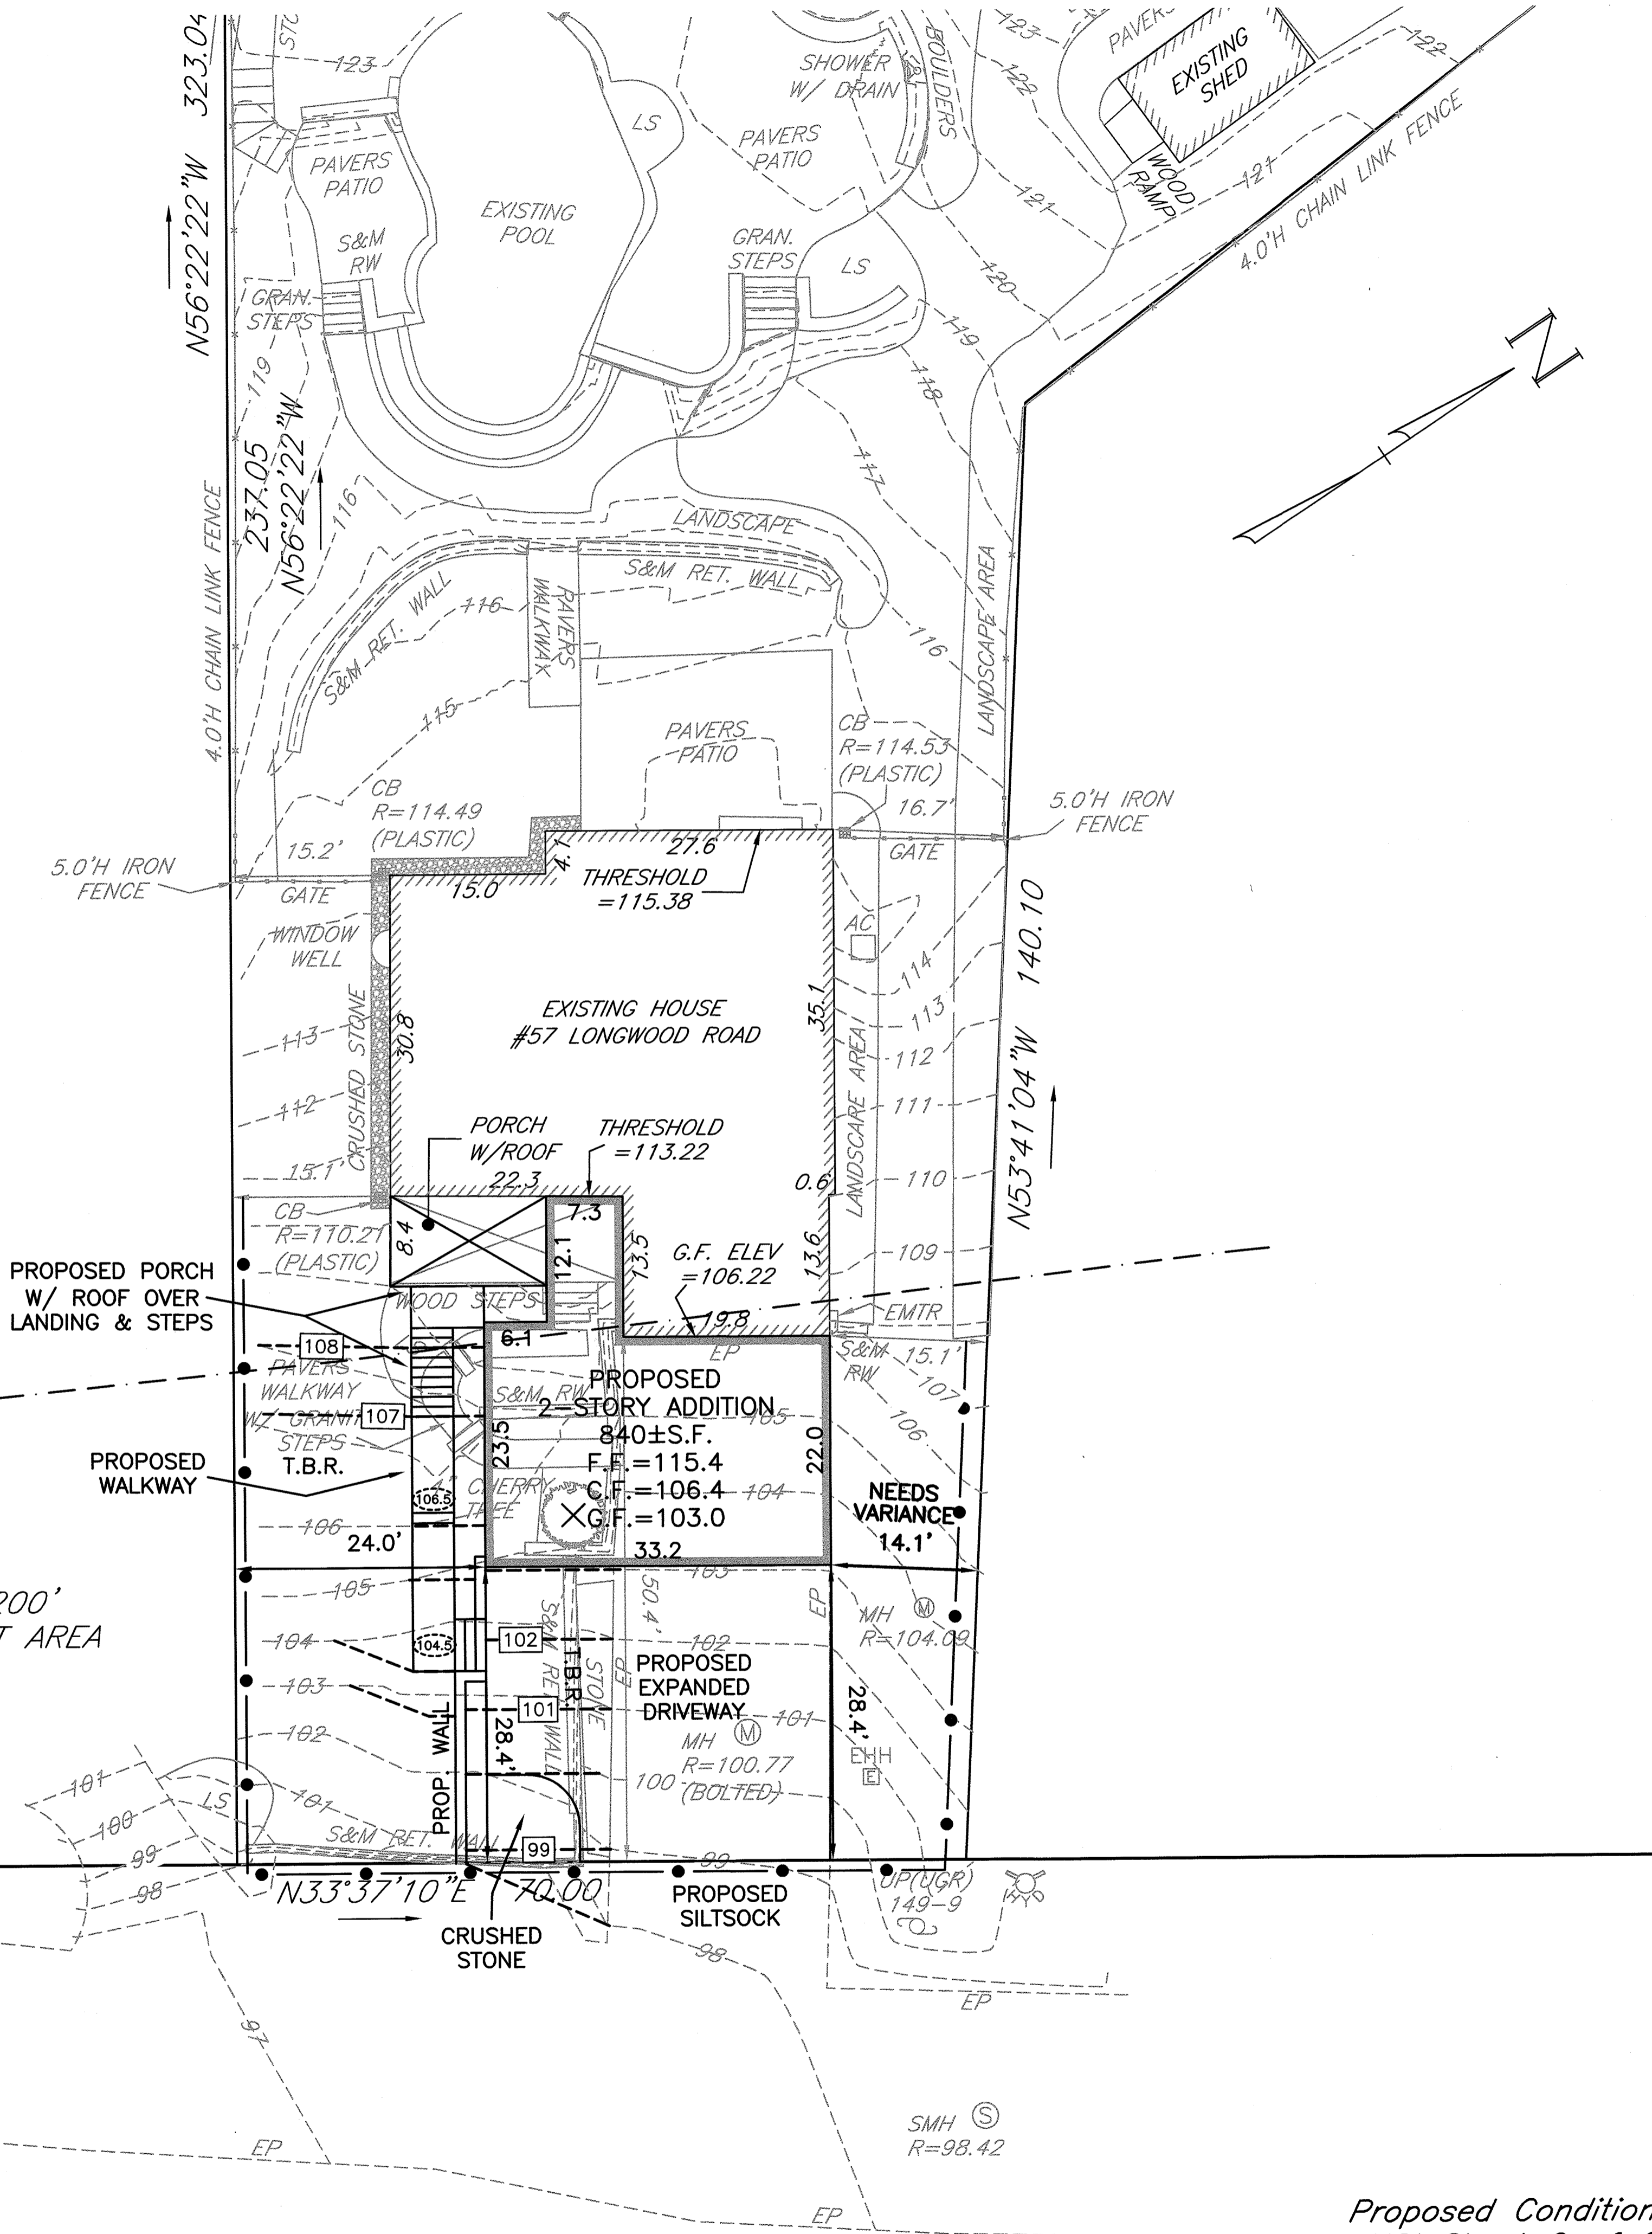 323.04
N56°22'22"W
123
SHOWER
W/ DRAIN
BOULDERS
123
122
PAVERS
EXISTING
SHED
122
LS
PAVERS
PATIO
PAVERS
PATIO
EXISTING
POOL
WOOD
RAMP
121
121
4.0'H CHAIN LINK FENCE
S&M
RW
GRAN.
STEPS
LS
120
GRAN.
STEPS
119
118
119
N
237.05
N56°22'22"W
116
117
4.0'H CHAIN LINK FENCE
LANDSCAPE
S&M RET. WALL
S&M RET. WALL
116
PAVERS
WALKWAY
116
LANDSCAPE AREA
115
PAVERS
PATIO
CB
R=114.53
(PLASTIC)
16.7'
5.0'H IRON
FENCE
CB
R=114.49
(PLASTIC)
15.2'
5.0'H IRON
FENCE
GATE
GATE
4.1
27.6
15.0
THRESHOLD
=115.38
WINDOW
WELL
AC
114
113
112
111
110
109
CRUSHED STONE
113
112
15.1'
30.8
EXISTING HOUSE
#57 LONGWOOD ROAD
35.1
LANDSCAPE AREA
N53°41'04"W 140.10
PORCH
W/ROOF
THRESHOLD
=113.22
22.3
0.6
CB
R=110.21
(PLASTIC)
8.4
7.3
12.1
13.5
13.6
G.F. ELEV
=106.22
PROPOSED PORCH
W/ ROOF OVER
LANDING & STEPS
WOOD STEPS
EMTR
19.8
6.1
EP
S&M
RW
15.1'
107
106
108
PAVERS
WALKWAY
W/ GRANIT
STEPS
T.B.R.
107
S&M RW
PROPOSED
2-STORY ADDITION
840±S.F.
F.F.=115.4
C.F.=106.4
G.F.=103.0
105
104
23.5
22.0
PROPOSED
WALKWAY
4"
CHERRY
TREE
106.5
106
24.0'
33.2
NEEDS
VARIANCE
14.1'
200'
T AREA
105
103
50.4'
EP
EP
MH
R=104.09
104
104.5
102
102
S&M RET. WALL
T.B.R.
STONE
PROPOSED
EXPANDED
DRIVEWAY
103
101
101
28.4'
28.4'
PROP. WALL
102
MH
R=100.77
(BOLTED)
100
EHH
E
101
LS
101
100
99
98
S&M RET. WALL
99
99
N33°37'10"E 70.00
PROPOSED
SILTSOCK
UP(UGR)
149-9
HYD
CRUSHED
STONE
98
EP
97
SMH S
R=98.42
EP
EP
Proposed Condition